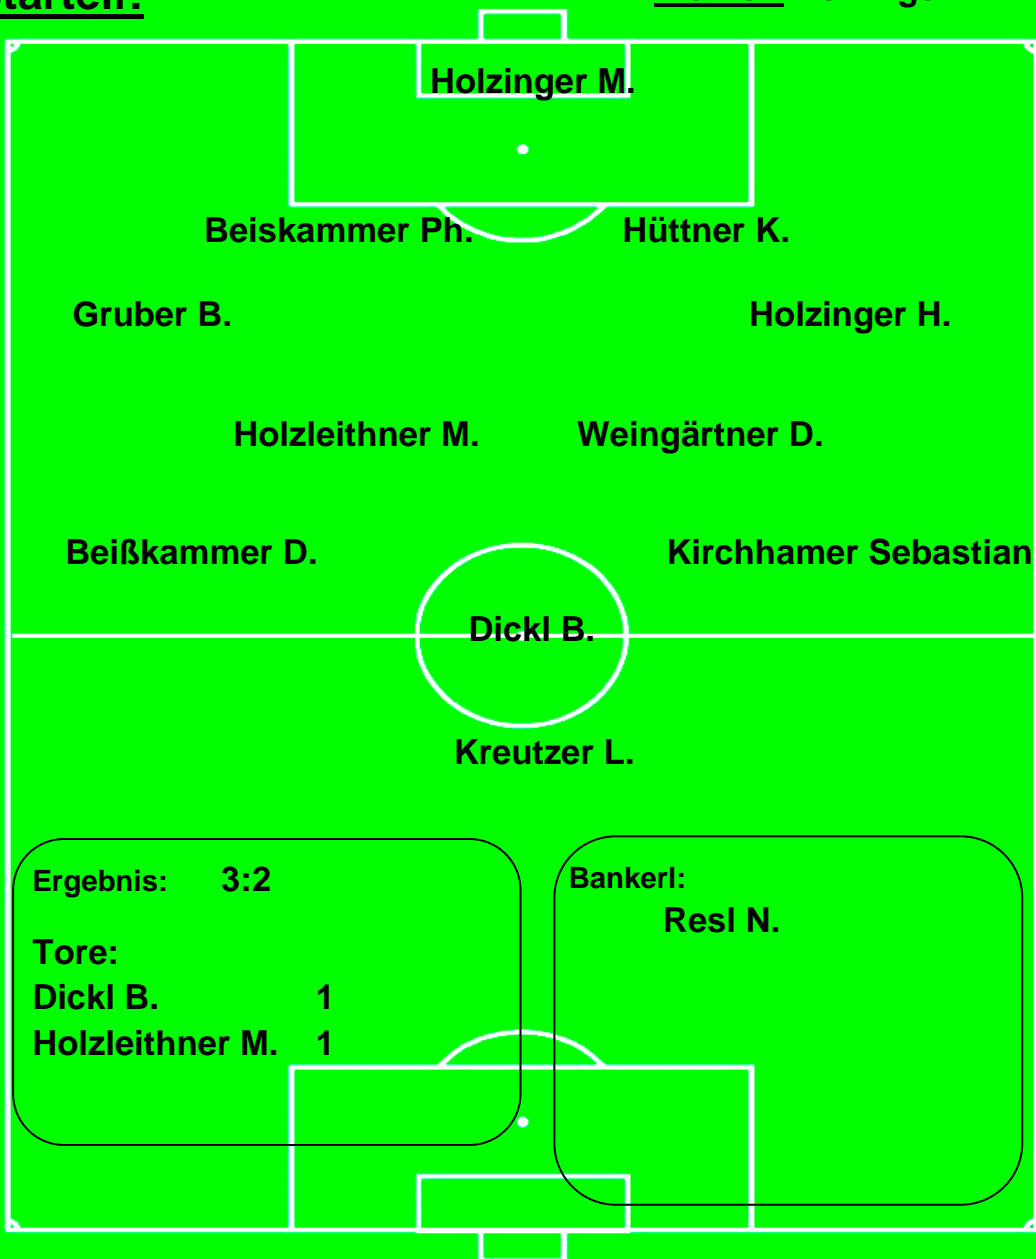 Holzinger M.
Beiskammer Ph. Hüttner K.
Gruber B. Holzinger H.
Holzleithner M. Weingärtner D.
Beißkammer D. Kirchhamer Sebastian
Dickl B.
Kreutzer L.
Ergebnis: 3:2
Tore:
Dickl B. 1
Holzleithner M. 1
Bankerl:
Resl N.